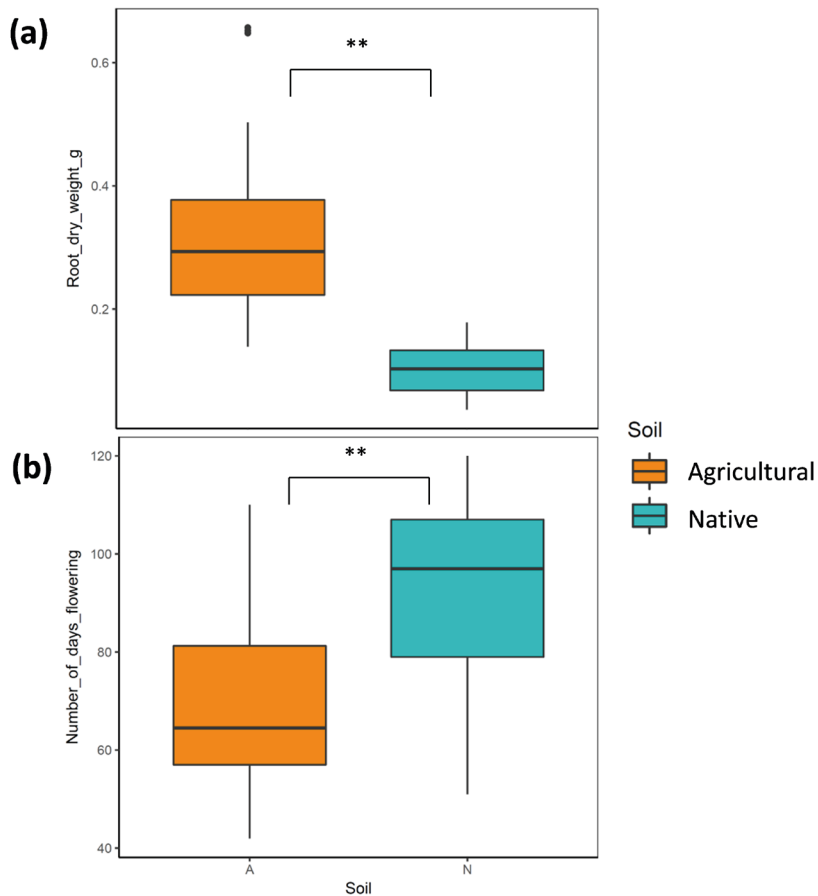 (a)
**
0.6
0.4
0.2
Root_dry_weight_g
(b)
**
120
100
80
60
40
Number_of_days_flowering
A
N
Soil
Soil
Agricultural
Native